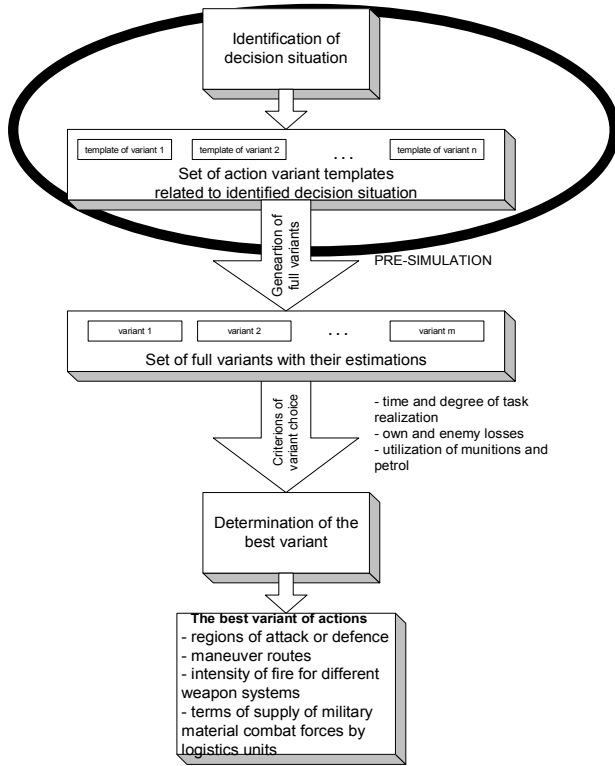 Identification of
decision situation
template of variant 1
template of variant 2
...
template of variant n
Set of action variant templates
related to identified decision situation
Geneartion of
full variants
PRE-SIMULATION
variant 1
variant 2
...
variant m
Set of full variants with their estimations
Criterions of
variant choice
- time and degree of task
realization
- own and enemy losses
- utilization of munitions and
petrol
Determination of the
best variant
The best variant of actions
- regions of attack or defence
- maneuver routes
- intensity of fire for different
weapon systems
- terms of supply of military
material combat forces by
logistics units